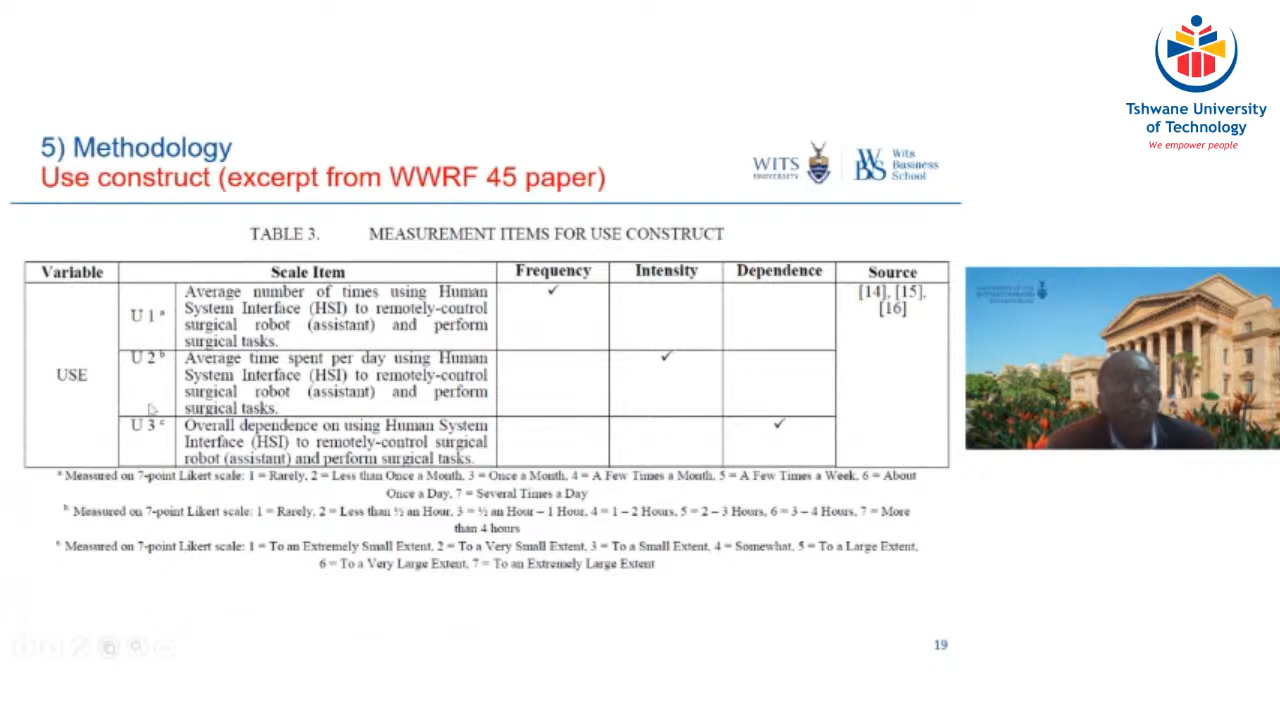 Tshwane University
of Technology
We empower people
5) Methodology
Use construct (excerpt from WWRF 45 paper)
WITS
UNIVERSITY
Wits
Business
School
TABLE 3. MEASUREMENT ITEMS FOR USE CONSTRUCT
Variable Scale Item Frequency Intensity Dependence Source
USE
U 1 a
Average number of times using Human
System Interface (HSI) to remotely-control
surgical robot (assistant) and perform
surgical tasks.
✓
[14], [15],
[16]
U 2 b
Average time spent per day using Human
System Interface (HSI) to remotely-control
surgical robot (assistant) and perform
surgical tasks.
✓
U 3 c
Overall dependence on using Human System
Interface (HSI) to remotely-control surgical
robot (assistant) and perform surgical tasks.
✓
a Measured on 7-point Likert scale: 1 = Rarely, 2 = Less than Once a Month, 3 = Once a Month, 4 = A Few Times a Month, 5 = A Few Times a Week, 6 = About
Once a Day, 7 = Several Times a Day
b Measured on 7-point Likert scale: 1 = Rarely, 2 = Less than ½ an Hour, 3 = ½ an Hour – 1 Hour, 4 = 1 – 2 Hours, 5 = 2 – 3 Hours, 6 = 3 – 4 Hours, 7 = More
than 4 hours
c Measured on 7-point Likert scale: 1 = To an Extremely Small Extent, 2 = To a Very Small Extent, 3 = To a Small Extent, 4 = Somewhat, 5 = To a Large Extent,
6 = To a Very Large Extent, 7 = To an Extremely Large Extent
19